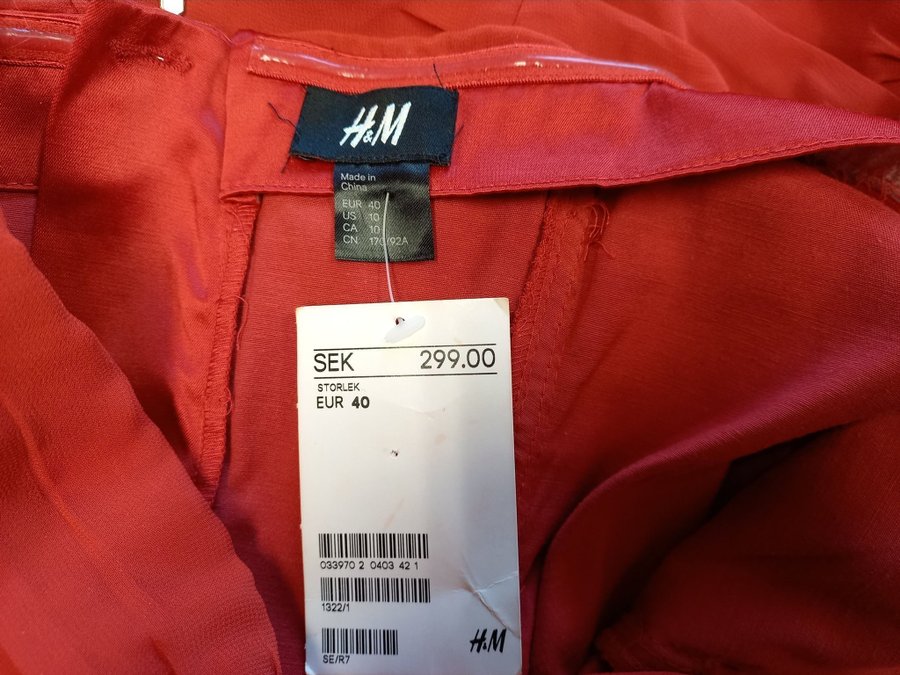 H&M
Made in
China
EUR 40
US 10
CA 10
CN 170/92A
SEK 299.00
STORLEK
EUR 40
033970 2 0403 42 1
1322/1
SE/R7
H&M